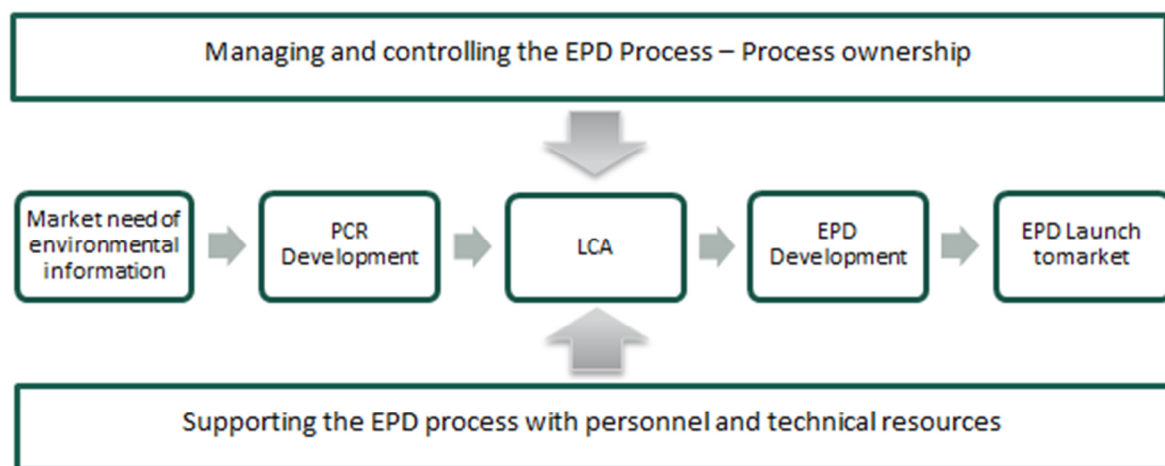 Managing and controlling the EPD Process – Process ownership
Market need of
environmental
information
PCR
Development
LCA
EPD
Development
EPD Launch
tomarket
Supporting the EPD process with personnel and technical resources